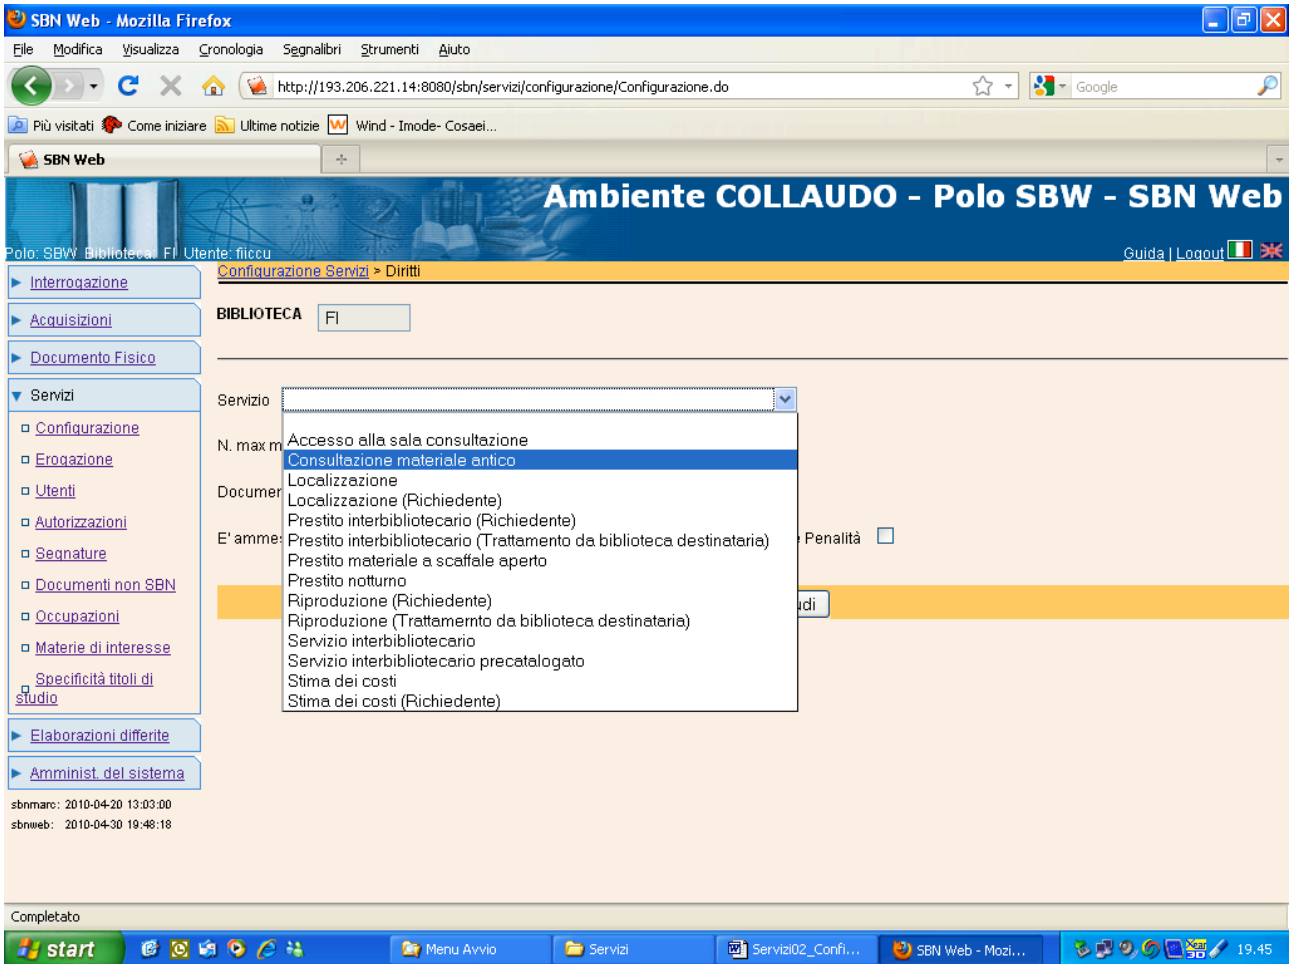 SBN Web - Mozilla Firefox
File Modifica Visualizza Cronologia Segnalibri Strumenti Aiuto
http://193.206.221.14:8080/sbn/servizi/configurazione/Configurazione.do Google
Più visitati Come iniziare Ultime notizie Wind - Imode- Cosaei...
SBN Web
Ambiente COLLAUDO - Polo SBW - SBN Web
Polo: SBW Biblioteca: FI Utente: fiiccu Guida | Logout
Configurazione Servizi > Diritti
Interrogazione
BIBLIOTECA FI
Acquisizioni
Documento Fisico
Servizi
Servizio
Configurazione
N. max m
Accesso alla sala consultazione
Erogazione
Consultazione materiale antico
Localizzazione
Utenti
Documen
Localizzazione (Richiedente)
Autorizzazioni
Prestito interbibliotecario (Richiedente)
E' ammes
Prestito interbibliotecario (Trattamento da biblioteca destinataria)
Penalità
Segnature
Prestito materiale a scaffale aperto
Documenti non SBN
Prestito notturno
Riproduzione (Richiedente)
udi
Occupazioni
Riproduzione (Trattamernto da biblioteca destinataria)
Materie di interesse
Servizio interbibliotecario
Servizio interbibliotecario precatalogato
Specificità titoli di
studio
Stima dei costi
Stima dei costi (Richiedente)
Elaborazioni differite
Amminist. del sistema
sbnmarc: 2010-04-20 13:03:00
sbnweb: 2010-04-30 19:48:18
Completato
start Menu Avvio Servizi Servizi02_Confi... SBN Web - Mozi... 19.45